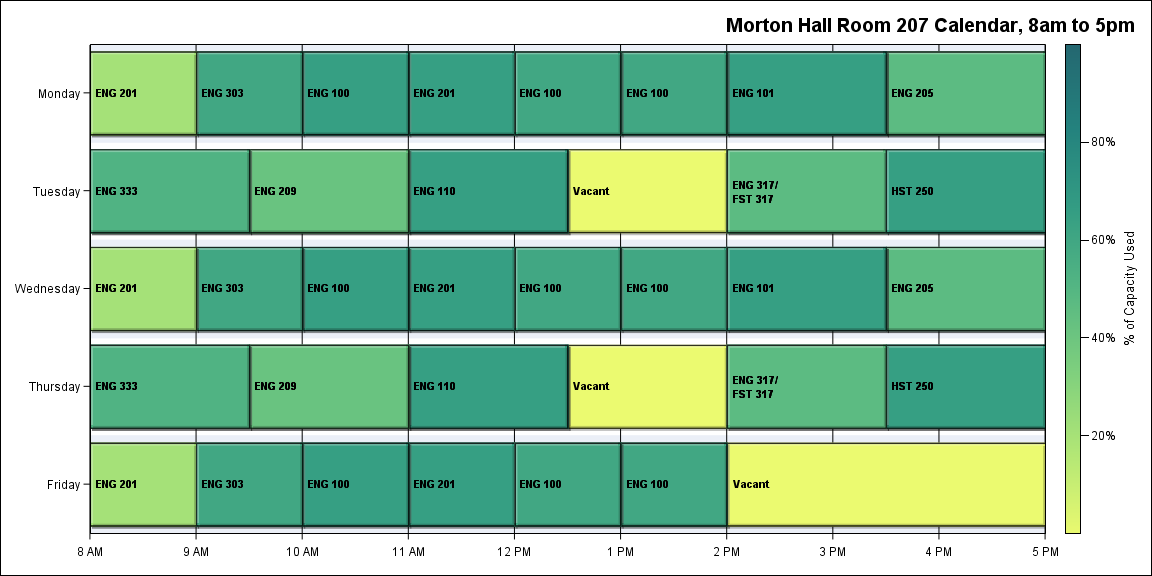 Morton Hall Room 207 Calendar, 8am to 5pm
Monday
ENG 201
ENG 303
ENG 100
ENG 201
ENG 100
ENG 100
ENG 101
ENG 205
Tuesday
ENG 333
ENG 209
ENG 110
Vacant
ENG 317/
FST 317
HST 250
Wednesday
ENG 201
ENG 303
ENG 100
ENG 201
ENG 100
ENG 100
ENG 101
ENG 205
Thursday
ENG 333
ENG 209
ENG 110
Vacant
ENG 317/
FST 317
HST 250
Friday
ENG 201
ENG 303
ENG 100
ENG 201
ENG 100
ENG 100
Vacant
8 AM
9 AM
10 AM
11 AM
12 PM
1 PM
2 PM
3 PM
4 PM
5 PM
80%
60%
40%
20%
% of Capacity Used